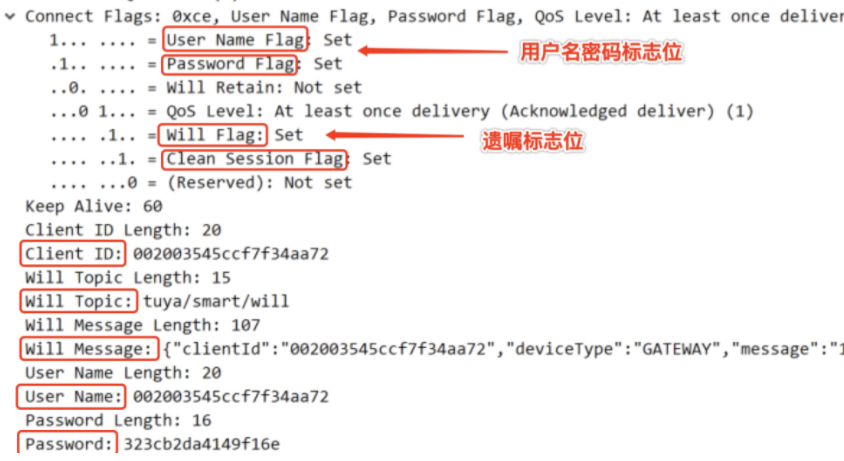 Connect Flags: 0xce, User Name Flag, Password Flag, QoS Level: At least once deliver
1... .... = User Name Flag: Set
用户名密码标志位
.1.. .... = Password Flag: Set
..0. .... = Will Retain: Not set
...0 1... = QoS Level: At least once delivery (Acknowledged deliver) (1)
.... .1.. = Will Flag: Set
遗嘱标志位
.... ..1. = Clean Session Flag: Set
.... ...0 = (Reserved): Not set
Keep Alive: 60
Client ID Length: 20
Client ID: 002003545ccf7f34aa72
Will Topic Length: 15
Will Topic: tuya/smart/will
Will Message Length: 107
Will Message: {"clientId":"002003545ccf7f34aa72","deviceType":"GATEWAY","message":"1
User Name Length: 20
User Name: 002003545ccf7f34aa72
Password Length: 16
Password: 323cb2da4149f16e